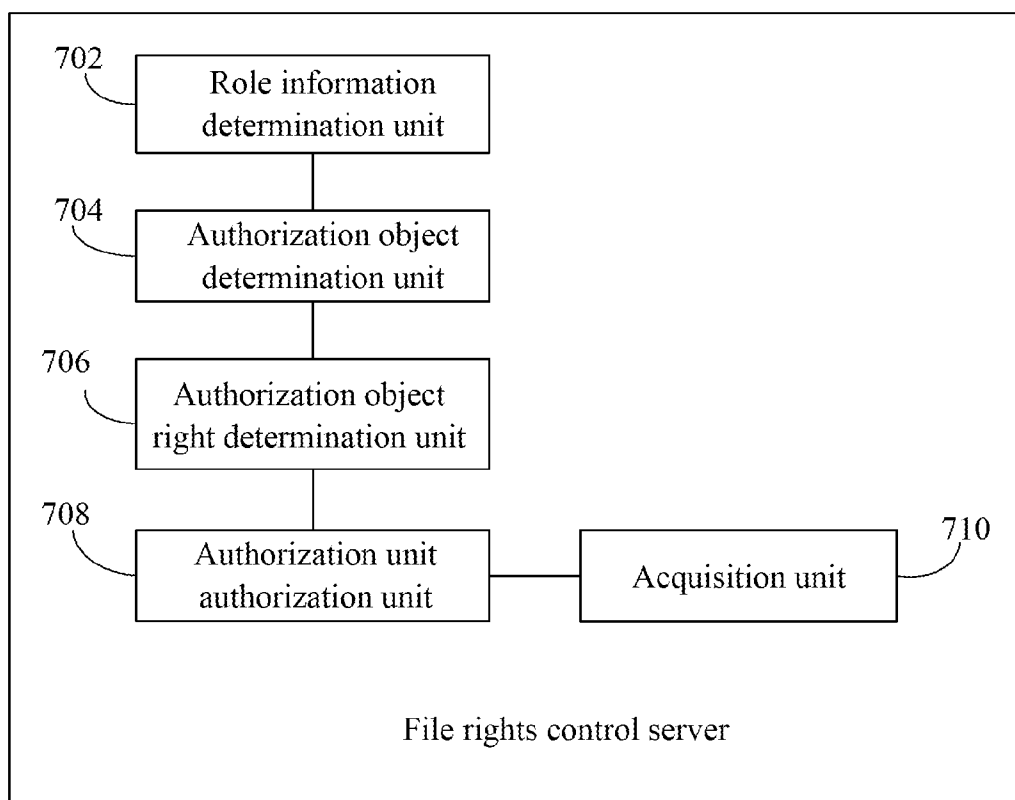 702
Role information
determination unit
704
Authorization object
determination unit
706
Authorization object
right determination unit
708
Authorization unit
authorization unit
Acquisition unit
710
File rights control server